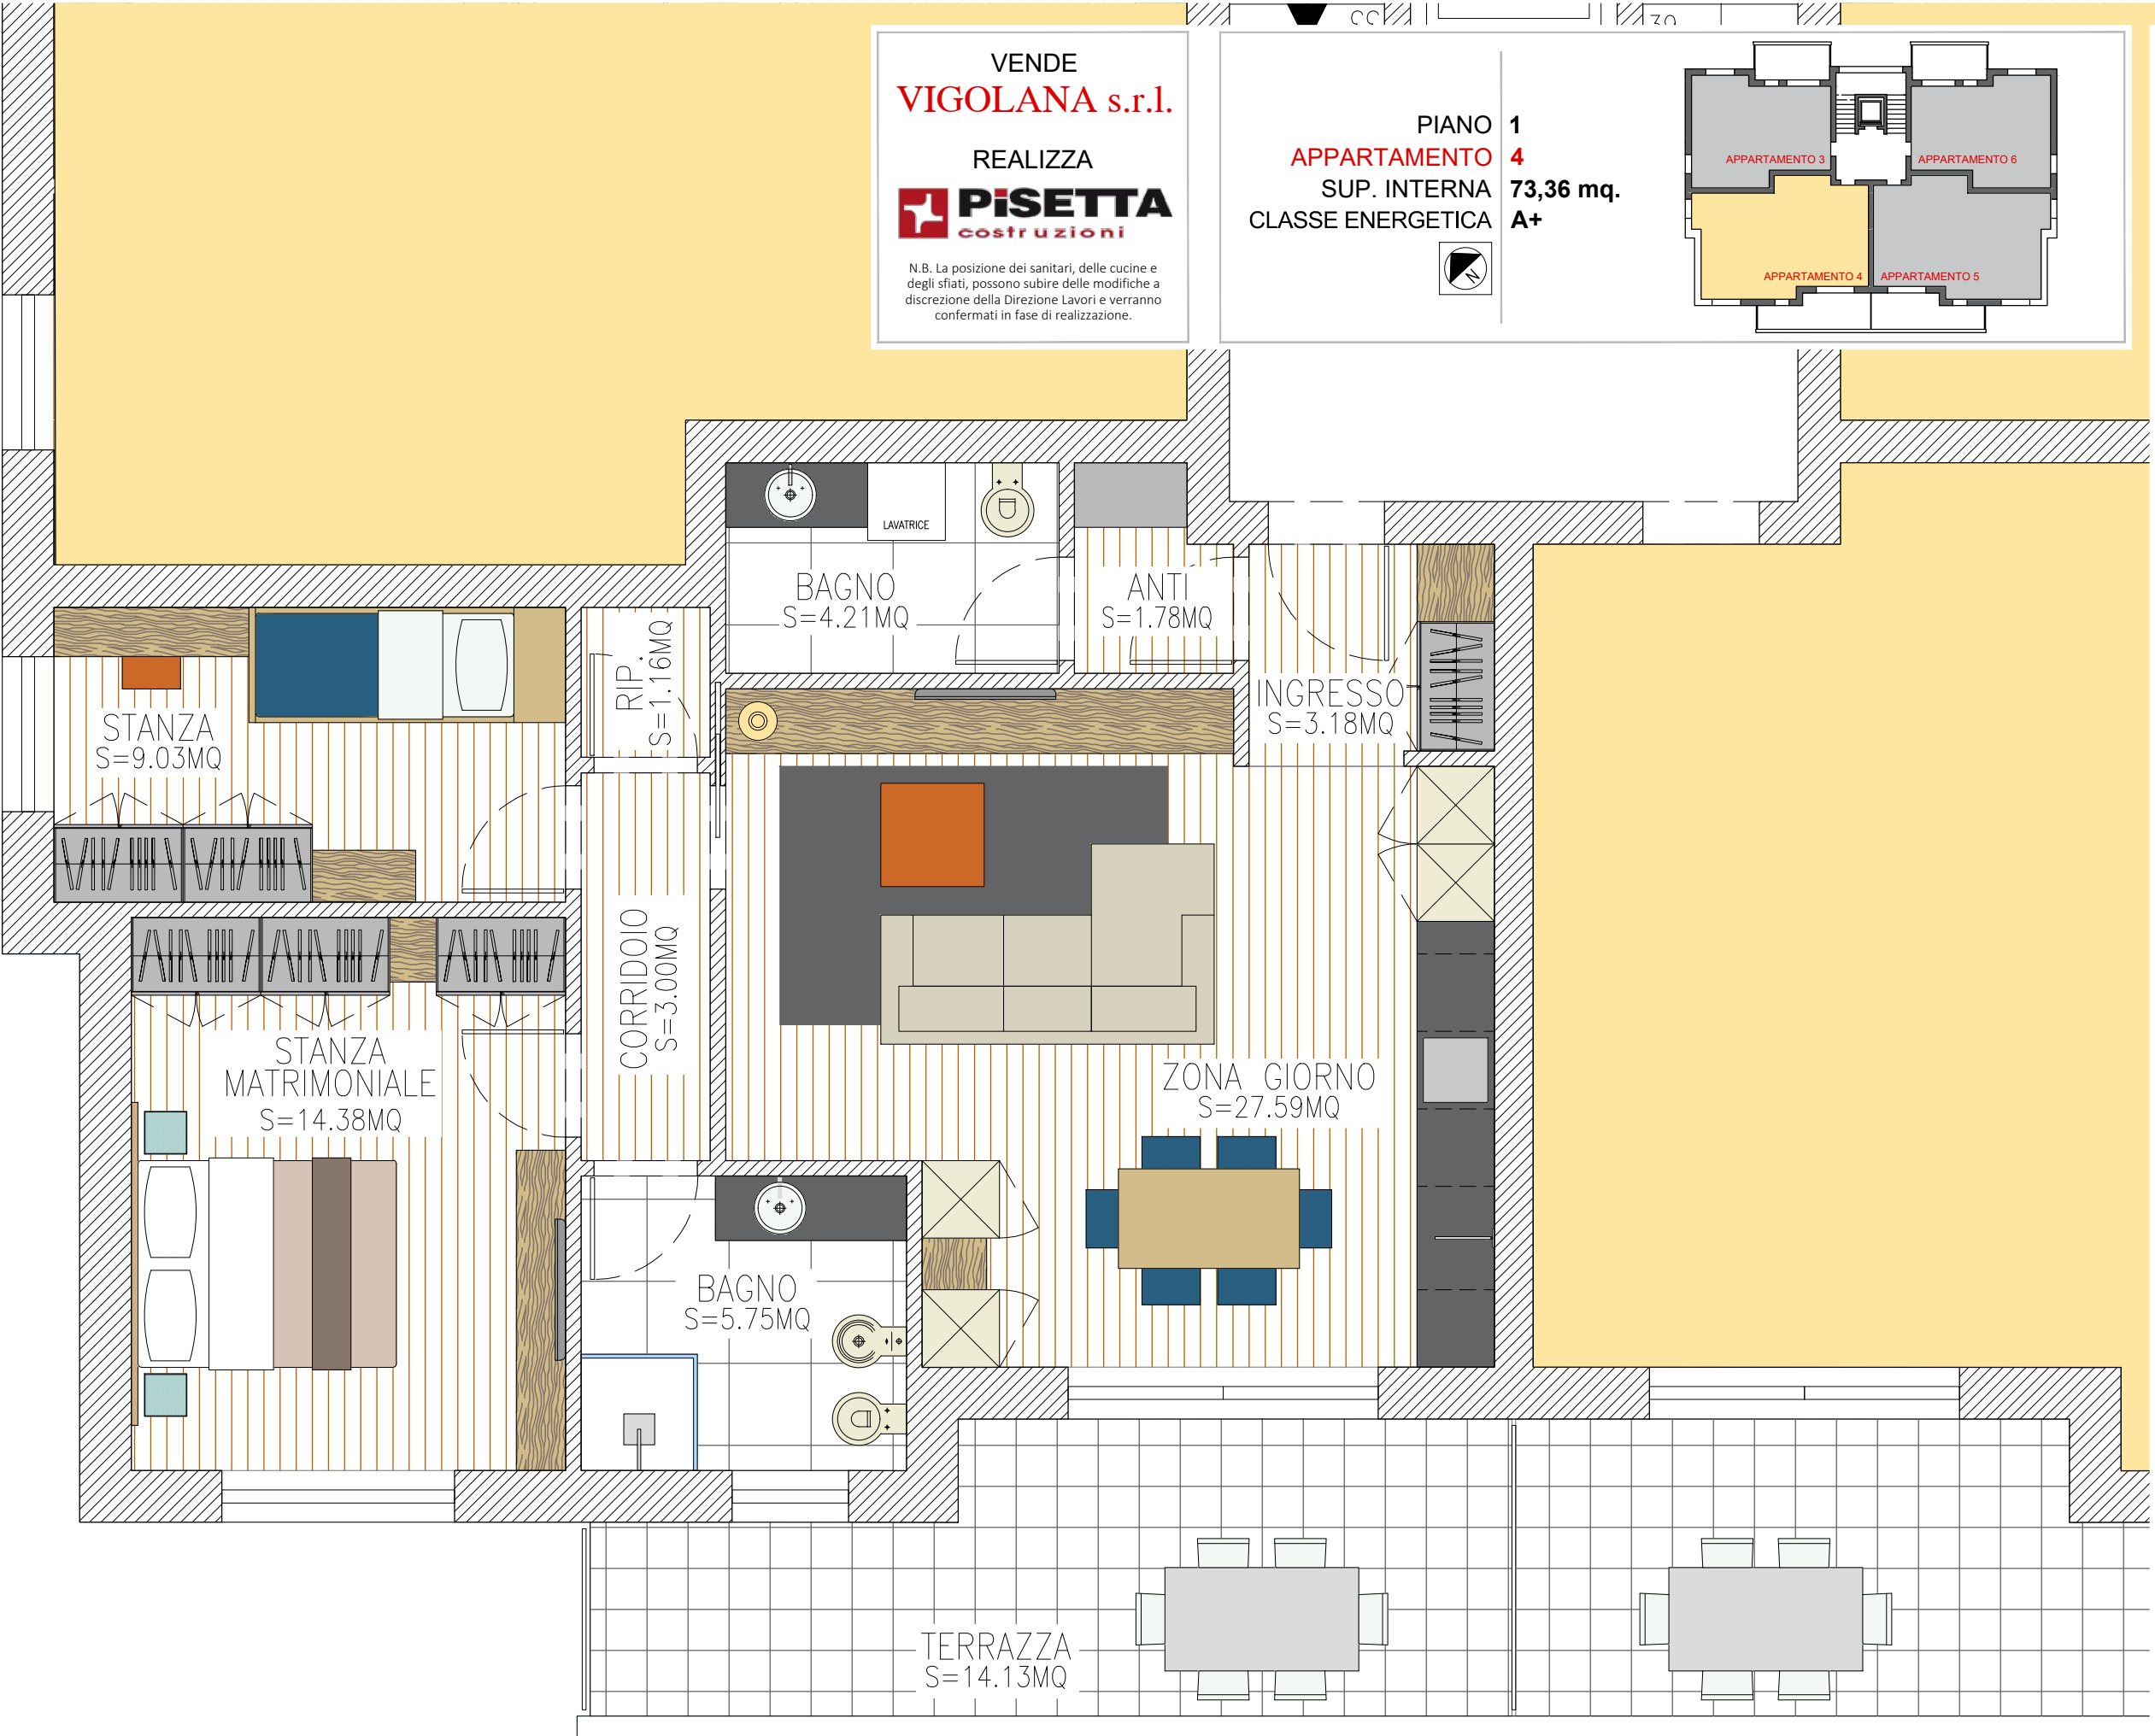 VENDE
VIGOLANA s.r.l.
REALIZZA
PiSETTA
costruzioni
N.B. La posizione dei sanitari, delle cucine e
degli sfiati, possono subire delle modifiche a
discrezione della Direzione Lavori e verranno
confermati in fase di realizzazione.
PIANO 1
APPARTAMENTO 4
SUP. INTERNA 73,36 mq.
CLASSE ENERGETICA A+
N
APPARTAMENTO 3
APPARTAMENTO 6
APPARTAMENTO 4
APPARTAMENTO 5
LAVATRICE
BAGNO
S=4.21MQ
ANTI
S=1.78MQ
RIP.
S=1.16MQ
INGRESSO
S=3.18MQ
STANZA
S=9.03MQ
CORRIDOIO
S=3.00MQ
STANZA
MATRIMONIALE
S=14.38MQ
ZONA GIORNO
S=27.59MQ
BAGNO
S=5.75MQ
TERRAZZA
S=14.13MQ